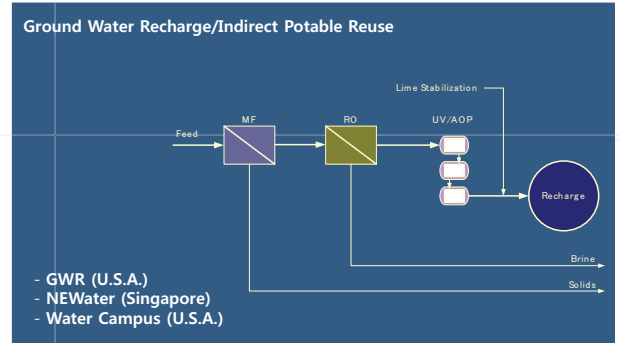 Ground Water Recharge/Indirect Potable Reuse
Lime Stabilization
MF
RO
UV/AOP
Feed
Recharge
Brine
Solids
- GWR (U.S.A.)
- NEWater (Singapore)
- Water Campus (U.S.A.)